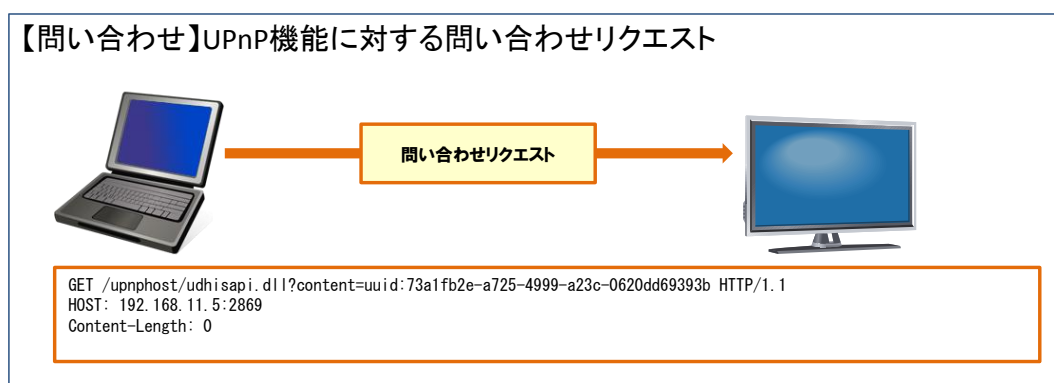 【問い合わせ】UPnP機能に対する問い合わせリクエスト
問い合わせリクエスト
GET /upnphost/udhisapi.dll?content=uuid:73a1fb2e-a725-4999-a23c-0620dd69393b HTTP/1.1
HOST: 192.168.11.5:2869
Content-Length: 0